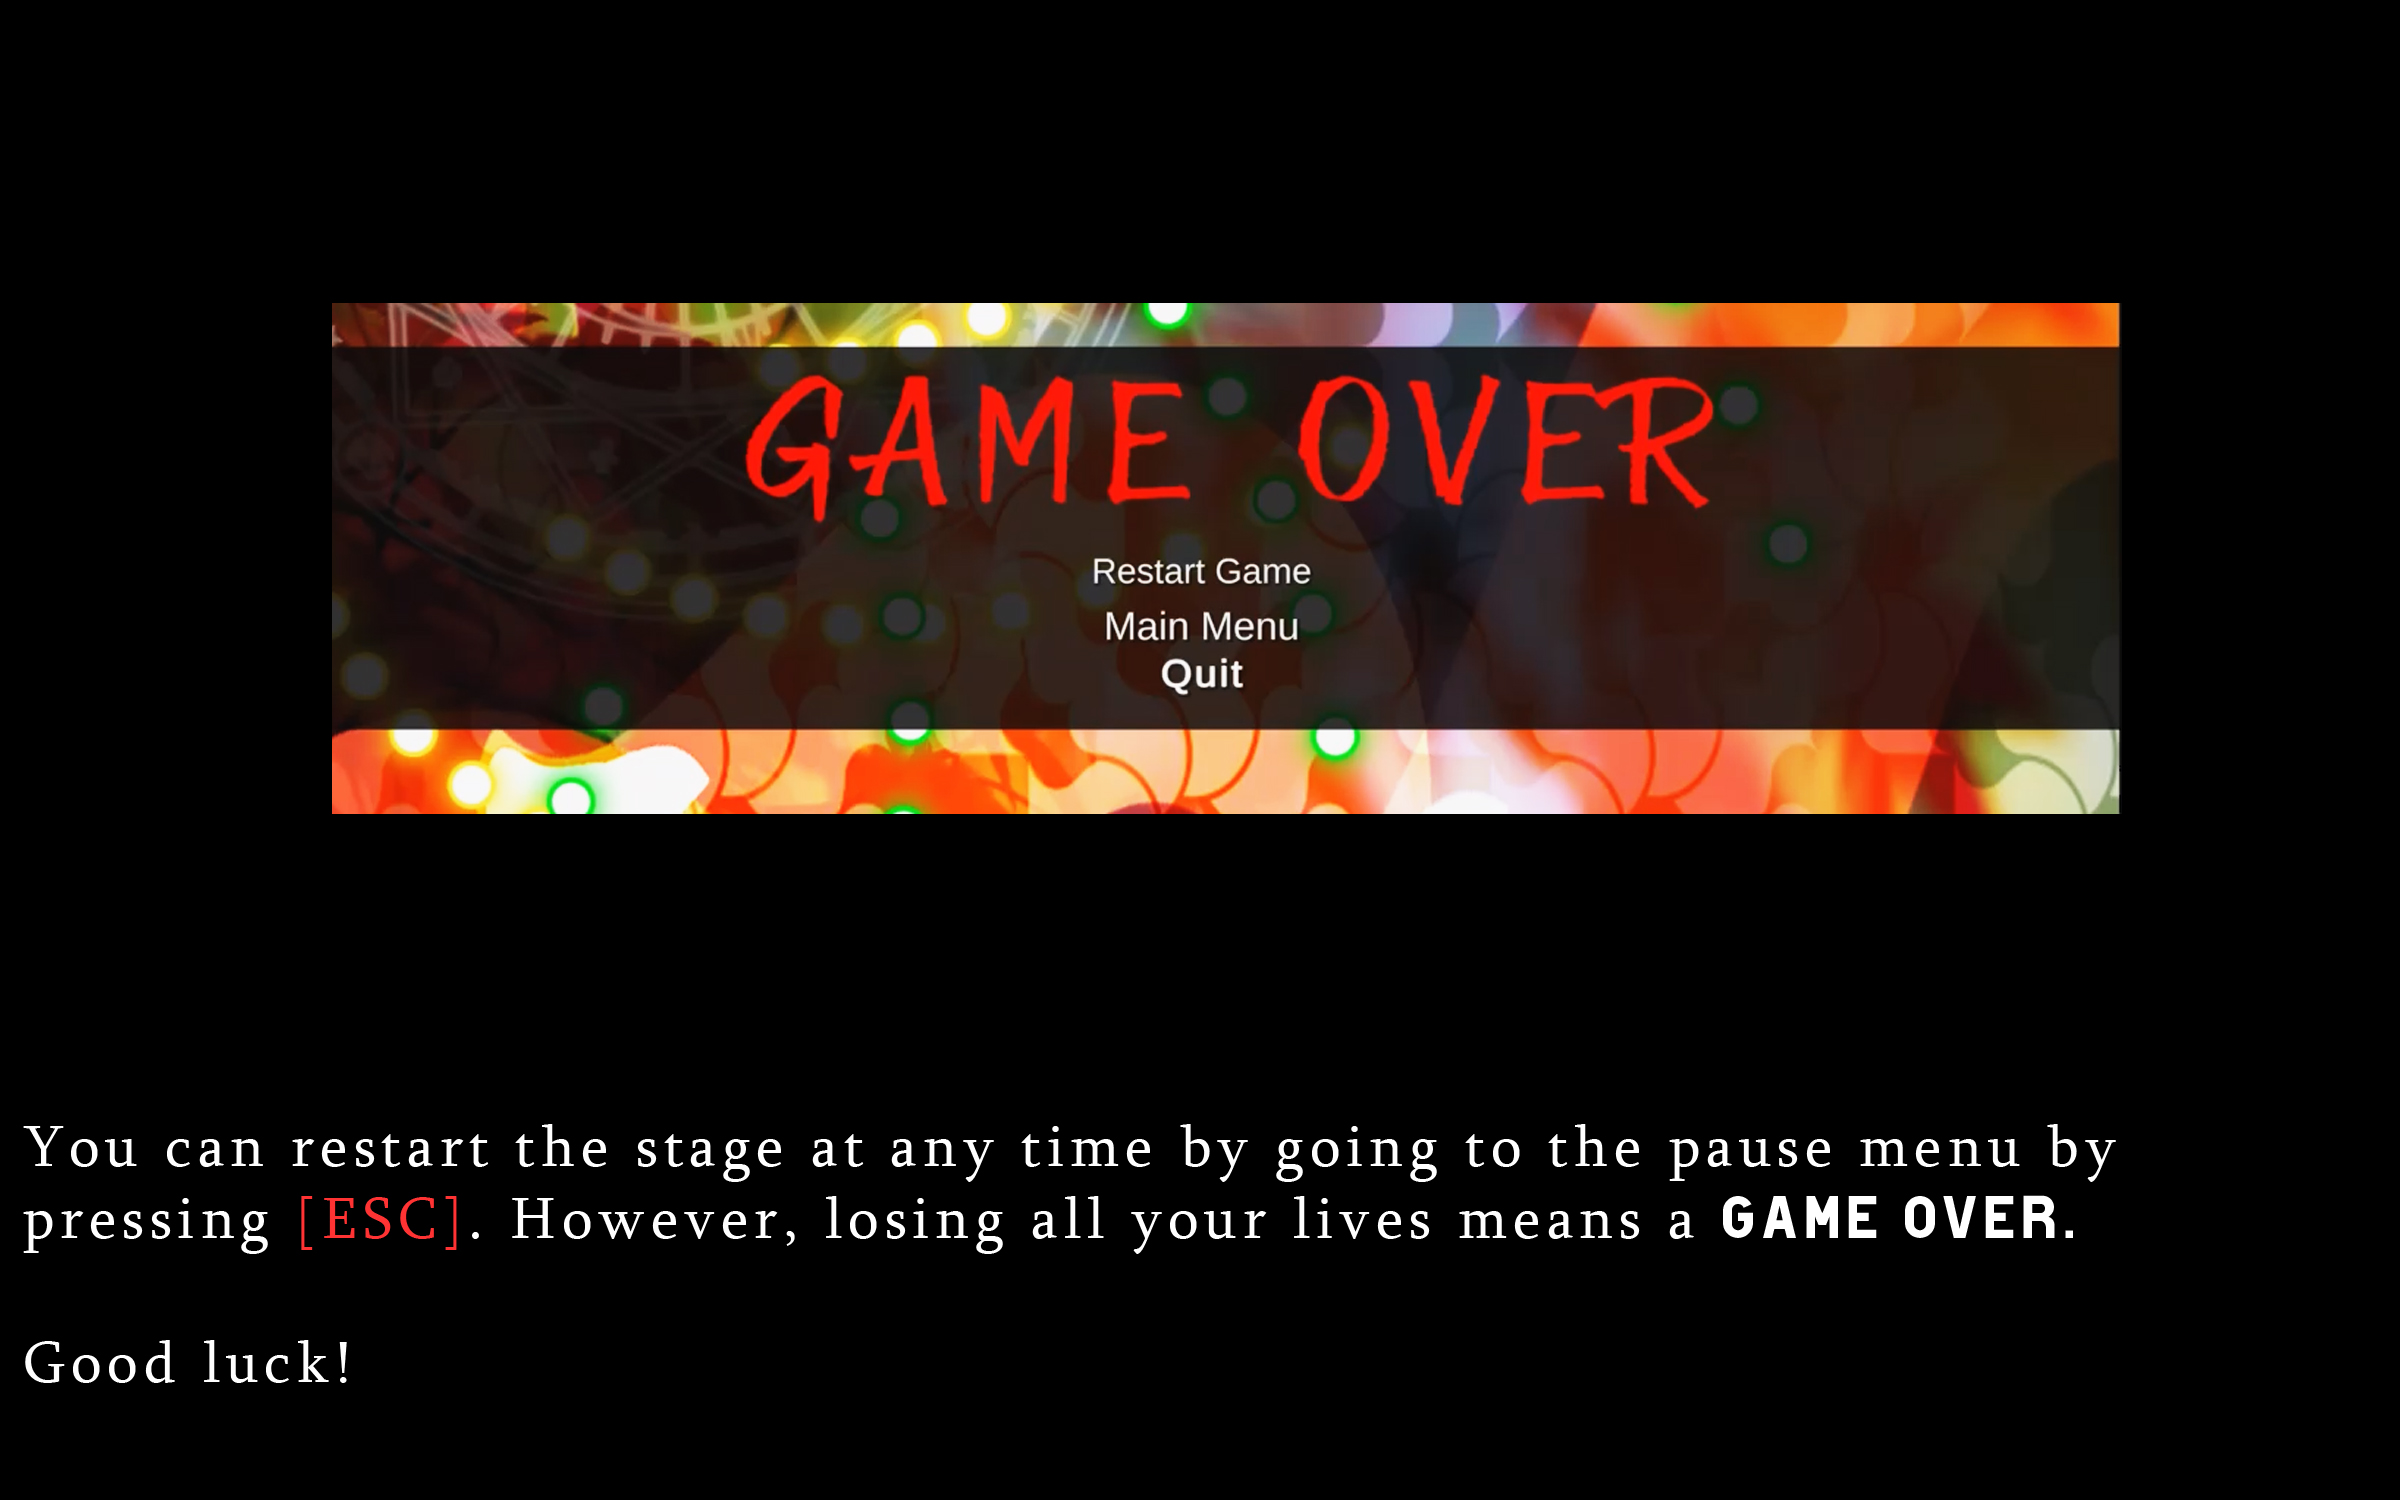 GAME OVER
Restart Game
Main Menu
Quit
You can restart the stage at any time by going to the pause menu by
pressing [ESC]. However, losing all your lives means a GAME OVER.
Good luck!